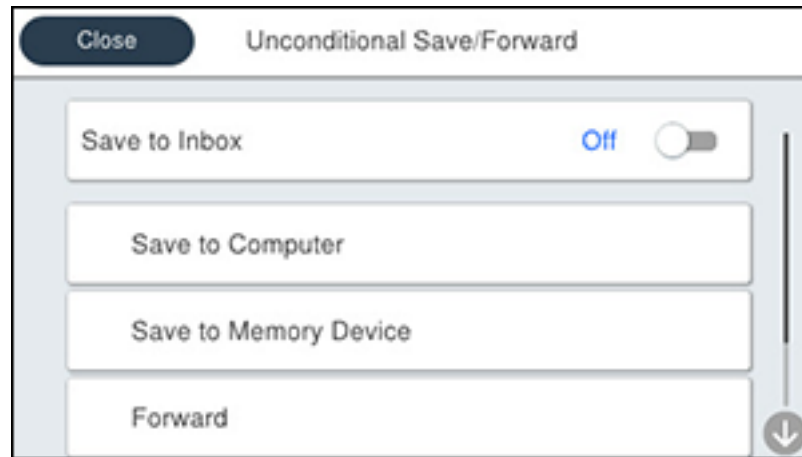 Close Unconditional Save/Forward
Save to Inbox Off
Save to Computer
Save to Memory Device
Forward